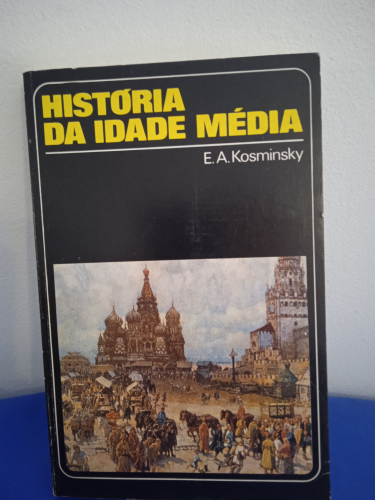 HISTÓRIA
DA IDADE MÉDIA
E. A. Kosminsky